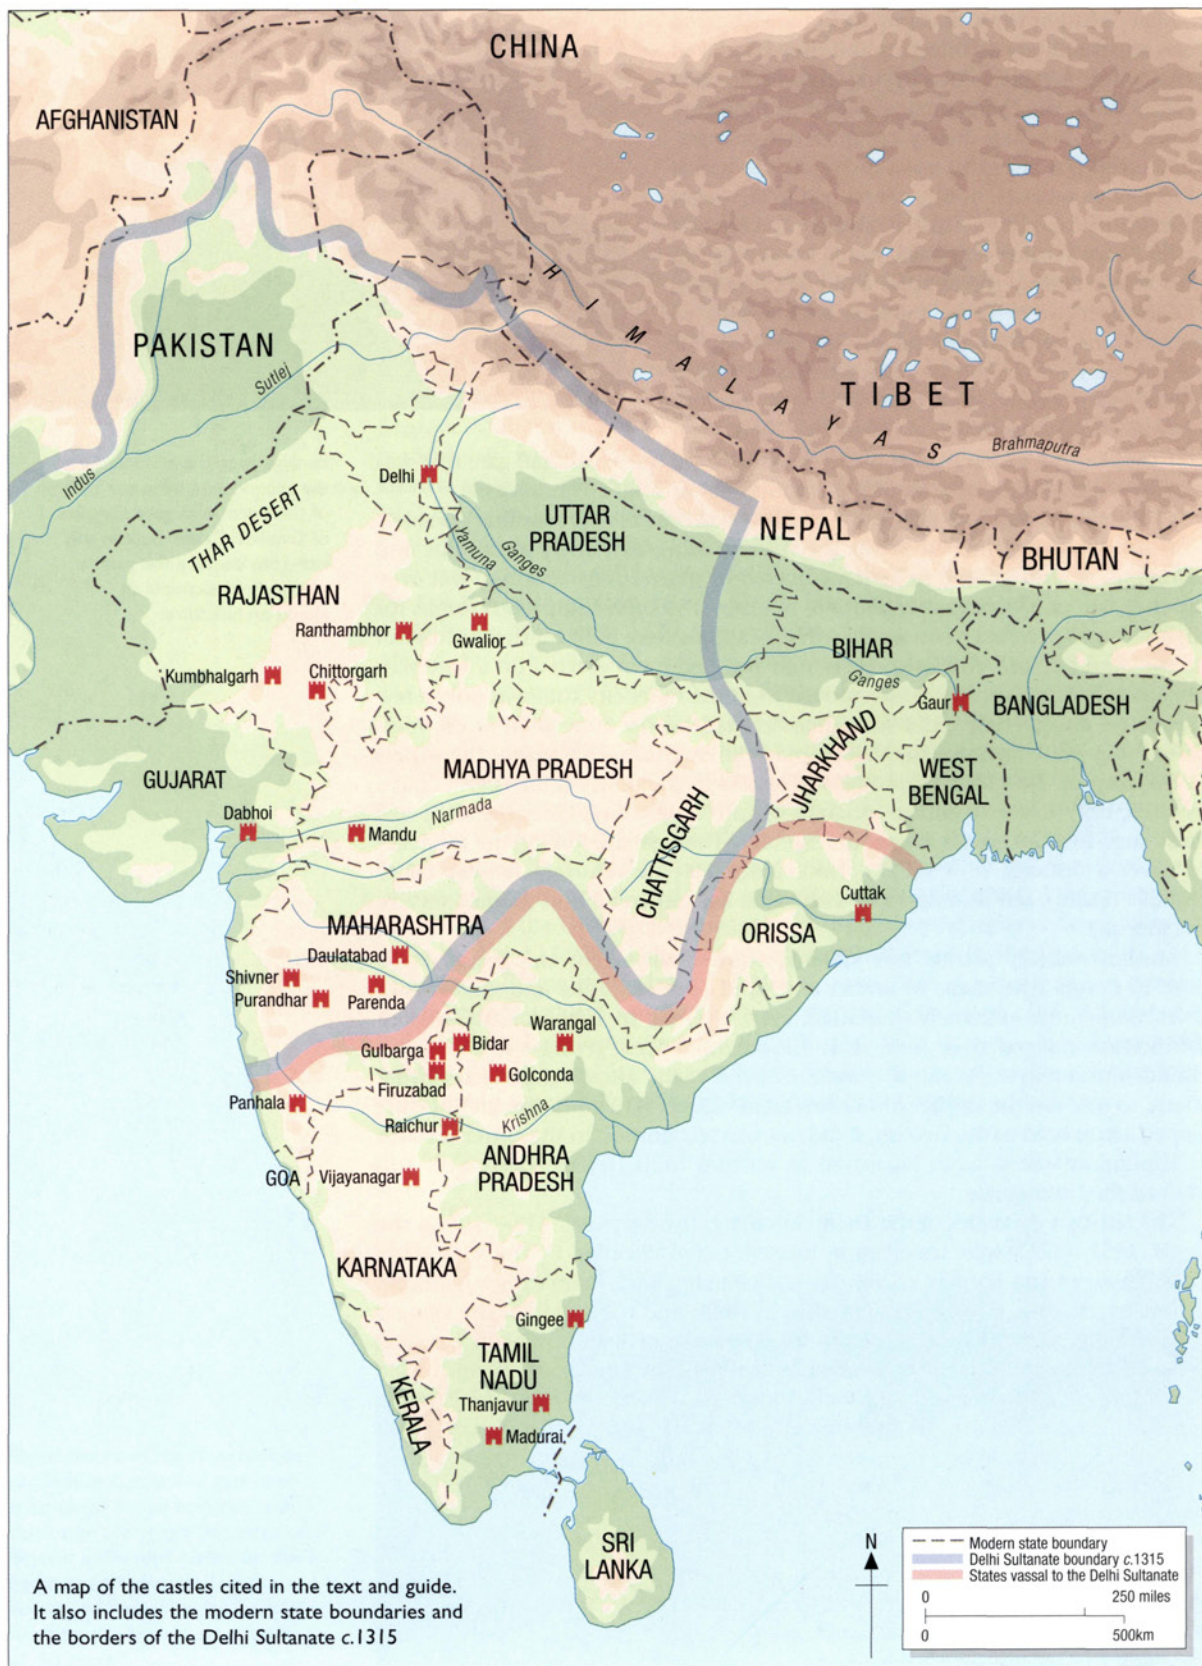 CHINA
AFGHANISTAN
PAKISTAN
Sutlej
HIMALAYAS
TIBET
Brahmaputra
Indus
Delhi
THAR DESERT
UTTAR
PRADESH
NEPAL
BHUTAN
Yamuna
Ganges
RAJASTHAN
Ranthambhor
Gwalior
BIHAR
Kumbhalgarh
Chittorgarh
Ganges
Gaur
BANGLADESH
GUJARAT
MADHYA PRADESH
JHARKHAND
WEST
BENGAL
Dabhoi
Narmada
Mandu
CHATTISGARH
MAHARASHTRA
Cuttak
ORISSA
Daulatabad
Shivner
Purandhar
Parenda
Warangal
Gulbarga
Bidar
Firuzabad
Golconda
Panhala
Raichur
Krishna
GOA
Vijayanagar
ANDHRA
PRADESH
KARNATAKA
Gingee
TAMIL
NADU
KERALA
Thanjavur
Madurai
SRI
LANKA
N
Modern state boundary
Delhi Sultanate boundary c.1315
States vassal to the Delhi Sultanate
0 250 miles
0 500km
A map of the castles cited in the text and guide.
It also includes the modern state boundaries and
the borders of the Delhi Sultanate c.1315